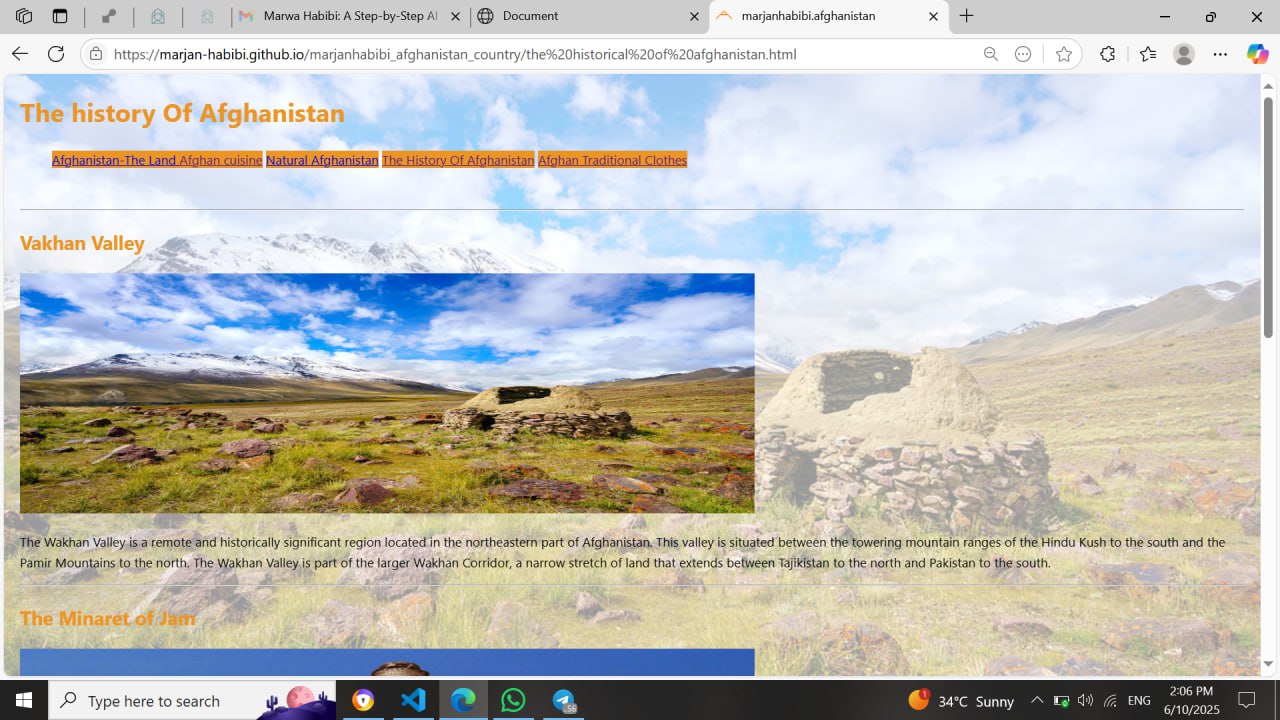 Marwa Habibi: A Step-by-Step Al
Document
marjanhabibi.afghanistan
https://marjan-habibi.github.io/marjanhabibi_afghanistan_country/the%20historical%20of%20afghanistan.html
The history Of Afghanistan
Afghanistan-The Land Afghan cuisine Natural Afghanistan The History Of Afghanistan Afghan Traditional Clothes
Vakhan Valley
The Wakhan Valley is a remote and historically significant region located in the northeastern part of Afghanistan. This valley is situated between the towering mountain ranges of the Hindu Kush to the south and the
Pamir Mountains to the north. The Wakhan Valley is part of the larger Wakhan Corridor, a narrow stretch of land that extends between Tajikistan to the north and Pakistan to the south.
The Minaret of Jam
Type here to search
1
34°C Sunny
ENG
2:06 PM
6/10/2025